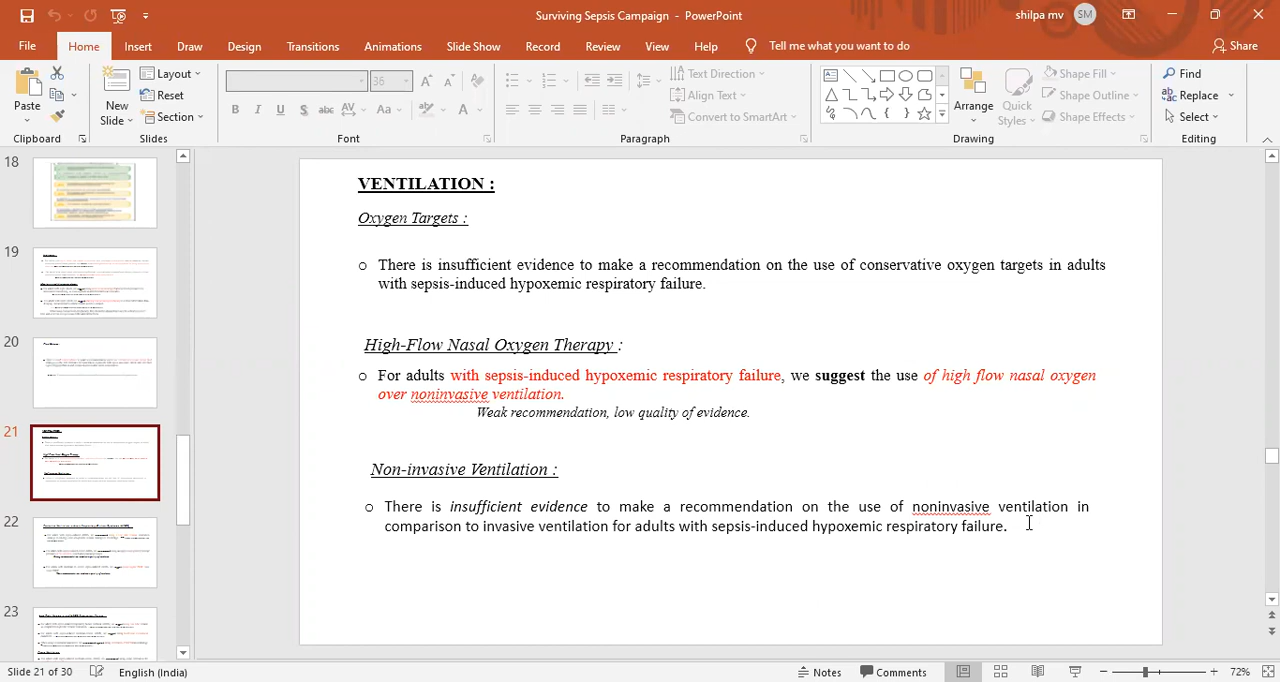 Surviving Sepsis Campaign - PowerPoint
shilpa mv
SM
File Home Insert Draw Design Transitions Animations Slide Show Record Review View Help Tell me what you want to do
Share
Paste
New
Slide
Layout
Reset
Section
36
B I U S abc AV Aa A
Text Direction
Align Text
Convert to SmartArt
Arrange
Quick
Styles
Shape Fill
Shape Outline
Shape Effects
Find
Replace
Select
Clipboard
Slides
Font
Paragraph
Drawing
Editing
18
19
20
21
22
23
VENTILATION :
Oxygen Targets :
There is insufficient evidence to make a recommendation on the use of conservative oxygen targets in adults
with sepsis-induced hypoxemic respiratory failure.
High-Flow Nasal Oxygen Therapy :
o For adults with sepsis-induced hypoxemic respiratory failure, we suggest the use of high flow nasal oxygen
over noninvasive ventilation.
Weak recommendation, low quality of evidence.
Non-invasive Ventilation :
o There is insufficient evidence to make a recommendation on the use of noninvasive ventilation in
comparison to invasive ventilation for adults with sepsis-induced hypoxemic respiratory failure.
Slide 21 of 30
English (India)
Notes
Comments
72%